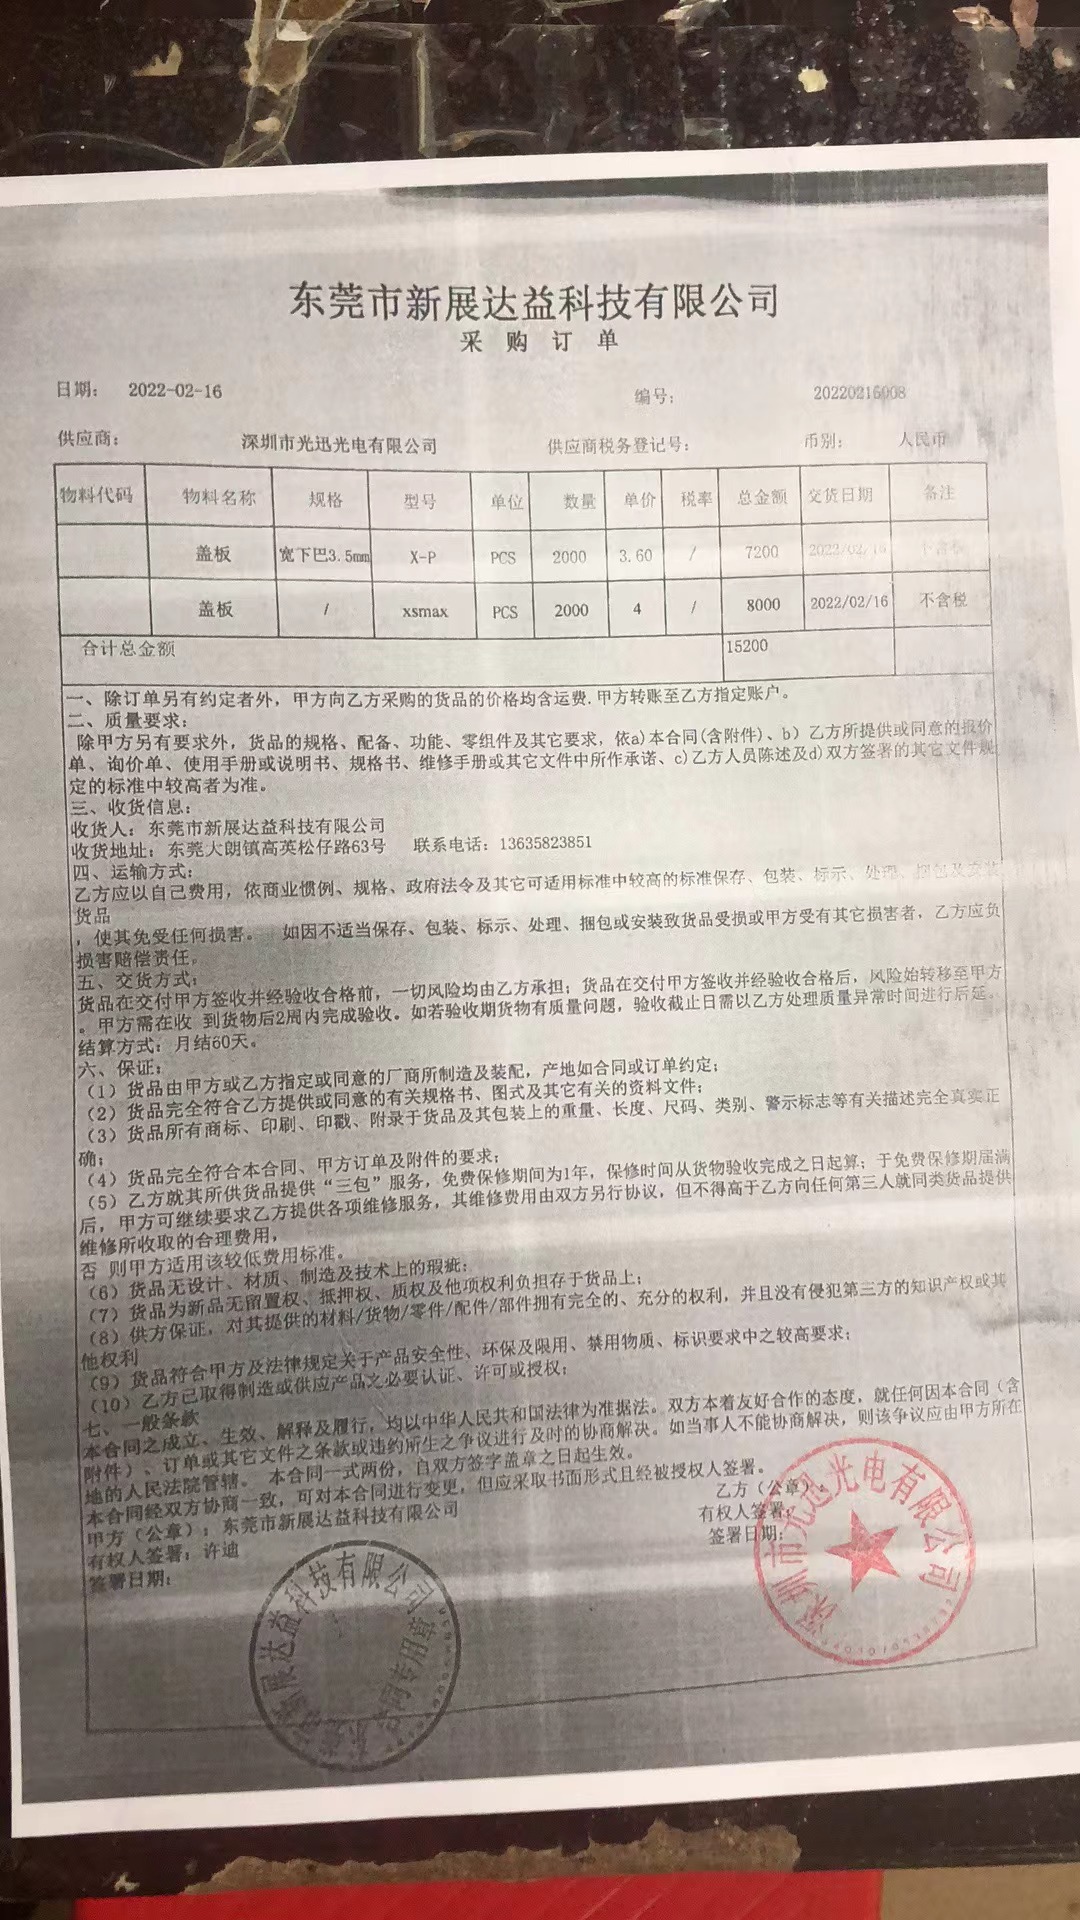 东莞市新展达益科技有限公司
采 购 订 单
日期： 2022-02-16 编号： 20220216008
供应商： 深圳市光迅光电有限公司 供应商税务登记号： 币别： 人民币
物料代码 物料名称 规格 型号 单位 数量 单价 税率 总金额 交货日期 备注
盖板 宽下巴3.5mm X-P PCS 2000 3.60 / 7200 2022/02/16 不含税
盖板 / xsmax PCS 2000 4 / 8000 2022/02/16 不含税
合计总金额 15200
一、除订单另有约定者外，甲方向乙方采购的货品的价格均含运费.甲方转账至乙方指定账户。
二、质量要求：
除甲方另有要求外，货品的规格、配备、功能、零组件及其它要求，依a)本合同(含附件)、b）乙方所提供或同意的报价
单、询价单、使用手册或说明书、规格书、维修手册或其它文件中所作承诺、c)乙方人员陈述及d)双方签署的其它文件规
定的标准中较高者为准。
三、收货信息：
收货人：东莞市新展达益科技有限公司
收货地址：东莞大朗镇高英松仔路63号 联系电话：13635823851
四、运输方式：
乙方应以自己费用，依商业惯例、规格、政府法令及其它可适用标准中较高的标准保存、包装、标示、处理、捆包及安装
货品
，使其免受任何损害。 如因不适当保存、包装、标示、处理、捆包或安装致货品受损或甲方受有其它损害者，乙方应负
损害赔偿责任。
五、交货方式：
货品在交付甲方签收并经验收合格前，一切风险均由乙方承担；货品在交付甲方签收并经验收合格后，风险始转移至甲方
。甲方需在收 到货物后2周内完成验收。如若验收期货物有质量问题，验收截止日需以乙方处理质量异常时间进行后延。
结算方式：月结60天。
六、保证：
（1）货品由甲方或乙方指定或同意的厂商所制造及装配，产地如合同或订单约定；
（2）货品完全符合乙方提供或同意的有关规格书、图式及其它有关的资料文件；
（3）货品所有商标、印刷、印戳、附录于货品及其包装上的重量、长度、尺码、类别、警示标志等有关描述完全真实正
确；
（4）货品完全符合本合同、甲方订单及附件的要求；
（5）乙方就其所供货品提供“三包”服务，免费保修期间为1年，保修时间从货物验收完成之日起算；于免费保修期届满
后，甲方可继续要求乙方提供各项维修服务，其维修费用由双方另行协议，但不得高于乙方向任何第三人就同类货品提供
维修所收取的合理费用，
否 则甲方适用该较低费用标准。
（6）货品无设计、材质、制造及技术上的瑕疵；
（7）货品为新品无留置权、抵押权、质权及他项权利负担存于货品上；
（8）供方保证，对其提供的材料/货物/零件/配件/部件拥有完全的、充分的权利，并且没有侵犯第三方的知识产权或其
他权利
（9）货品符合甲方及法律规定关于产品安全性、环保及限用、禁用物质、标识要求中之较高要求；
（10）乙方已取得制造或供应产品之必要认证、许可或授权；
七、一般条款
本合同之成立、生效、解释及履行，均以中华人民共和国法律为准据法。双方本着友好合作的态度，就任何因本合同（含
附件）、订单或其它文件之条款或违约所生之争议进行及时的协商解决。如当事人不能协商解决，则该争议应由甲方所在
地的人民法院管辖。 本合同一式两份，自双方签字盖章之日起生效。
本合同经双方协商一致，可对本合同进行变更，但应采取书面形式且经被授权人签署。
甲方（公章）：东莞市新展达益科技有限公司 乙方（公章）：
有权人签署：许迪 有权人签署：
签署日期： 签署日期：
东莞市新展达益科技有限公司
合同专用章
深圳市光迅光电有限公司